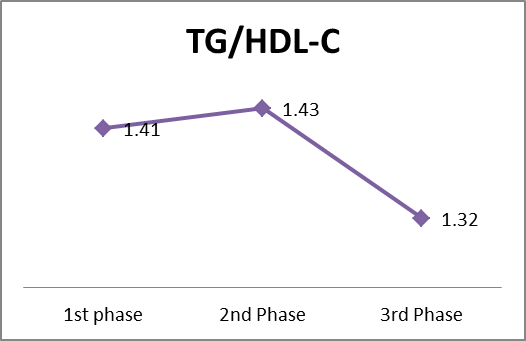 TG/HDL-C
1.41
1.43
1.32
1st phase
2nd Phase
3rd Phase